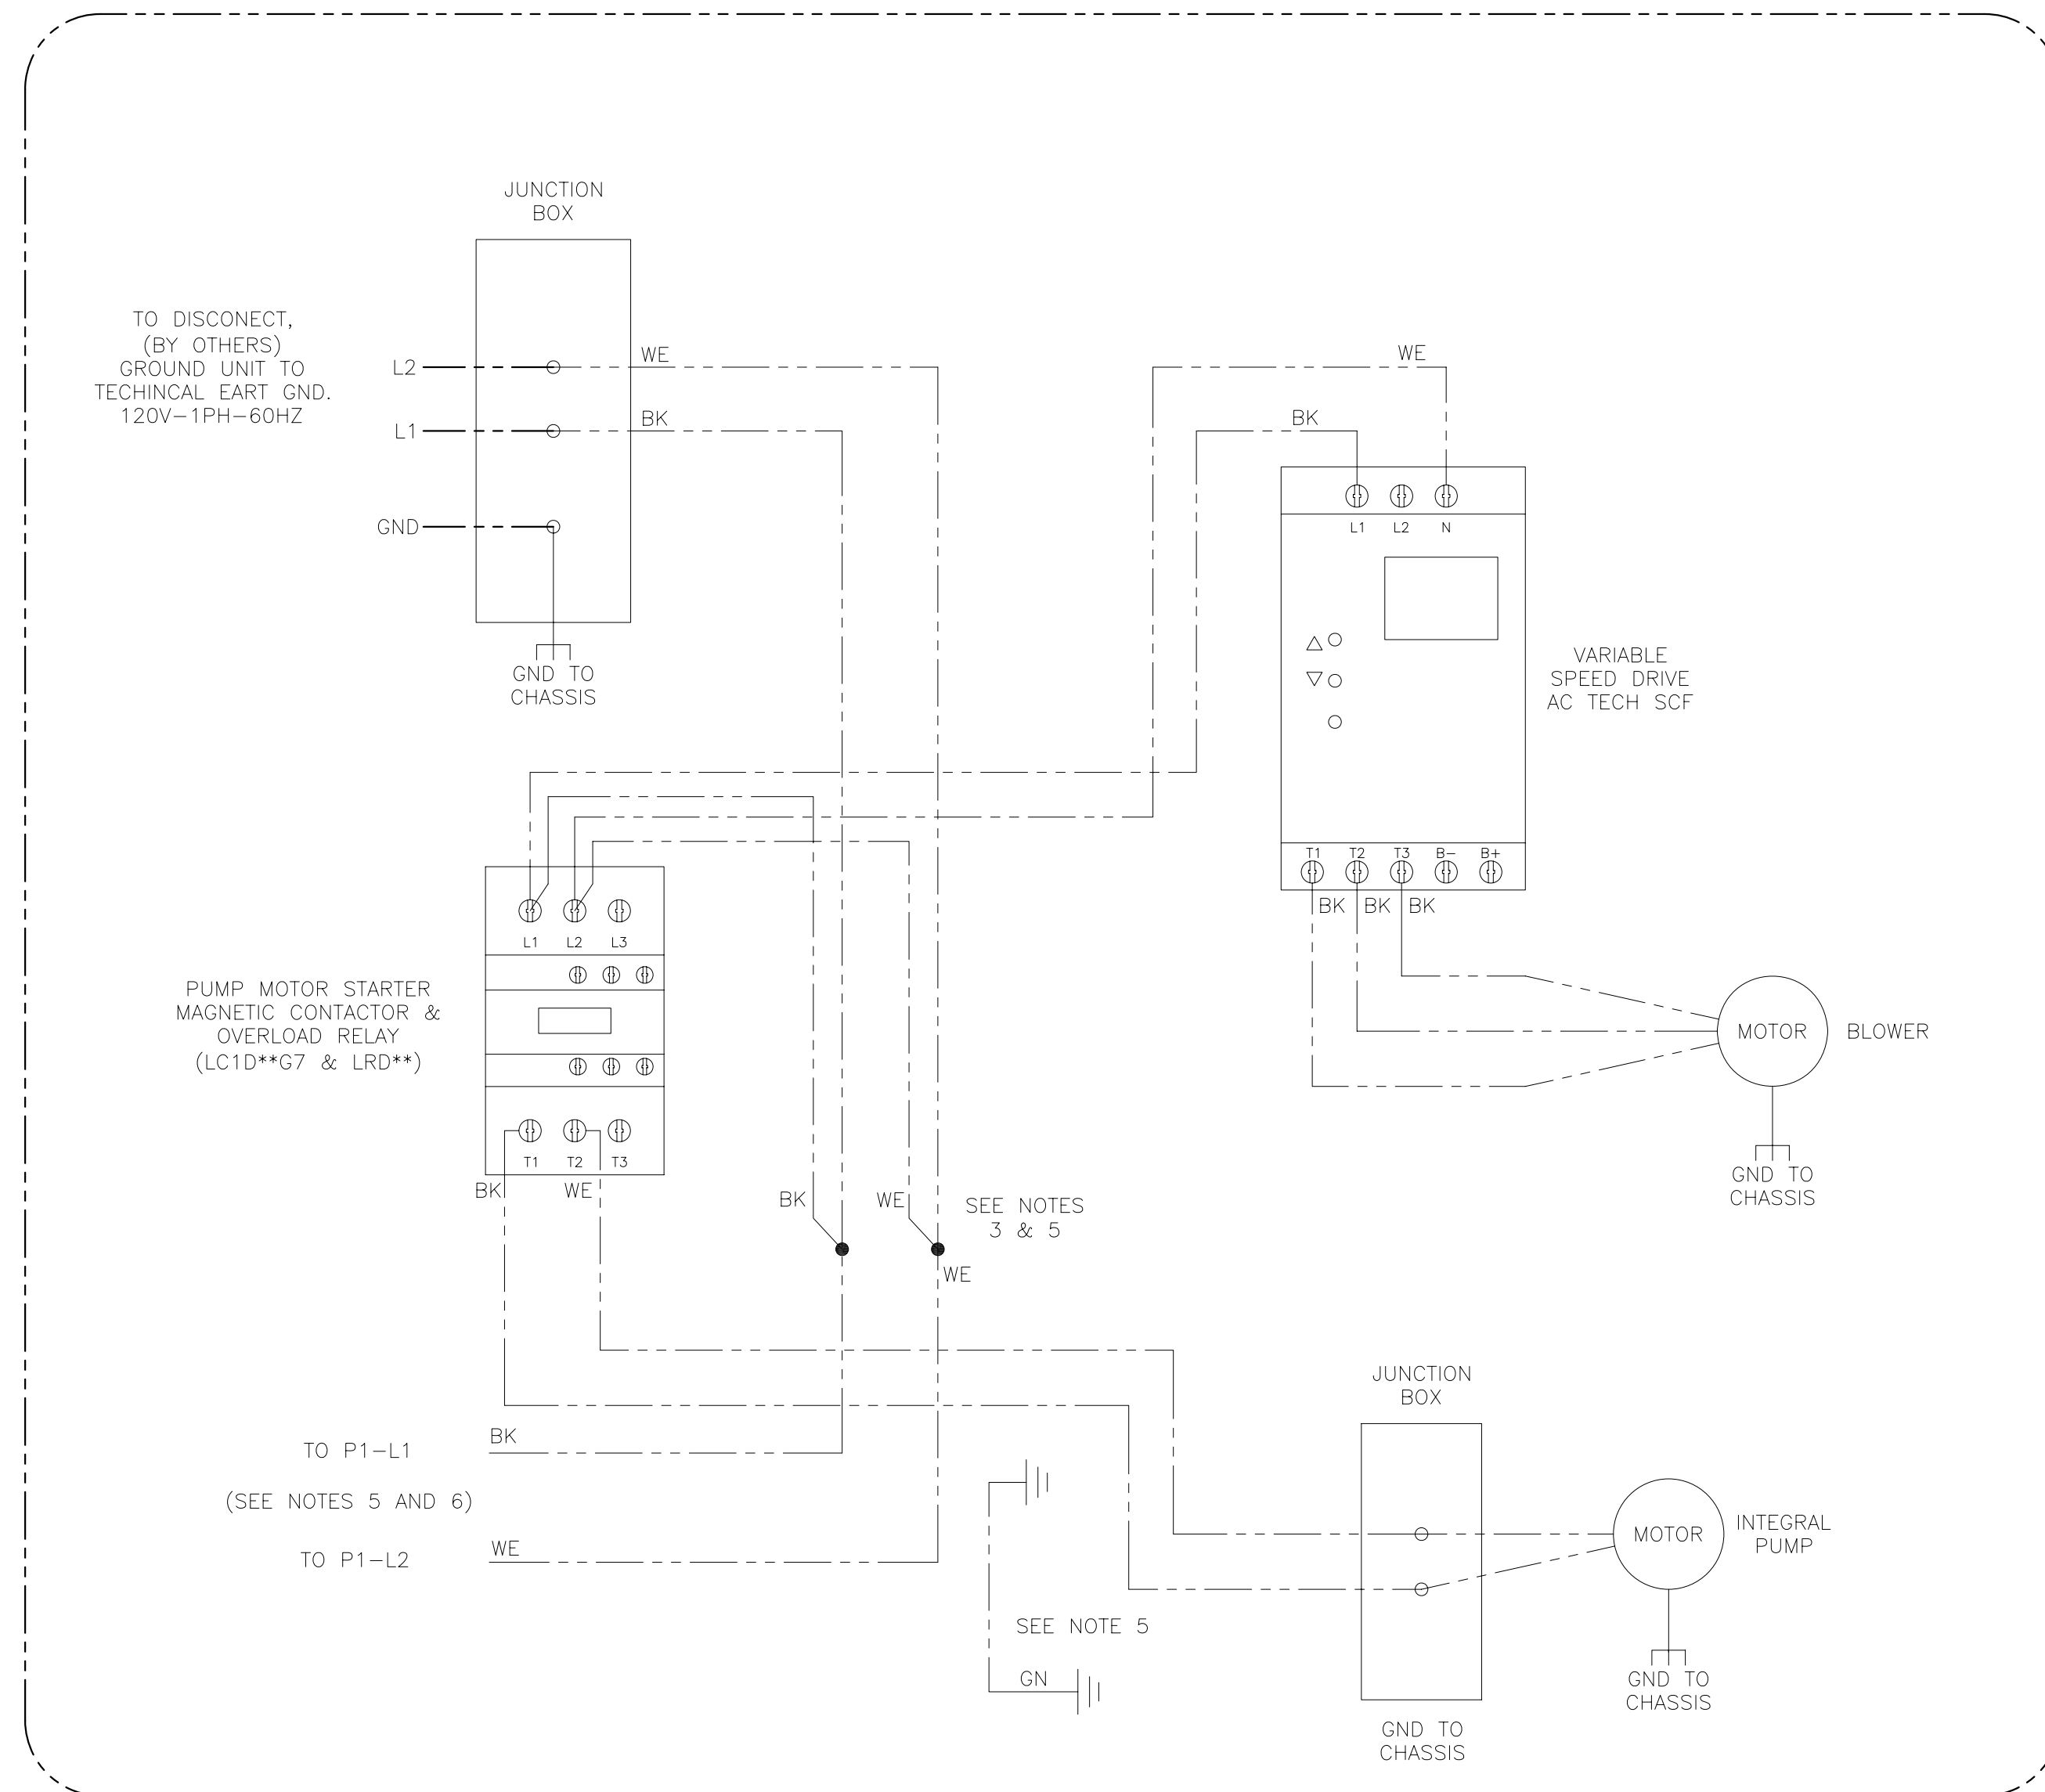 JUNCTION
BOX
TO DISCONECT,
(BY OTHERS)
GROUND UNIT TO
TECHINCAL EART GND.
120V-1PH-60HZ
L2
WE
L1
BK
GND
GND TO
CHASSIS
WE
BK
L1 L2 N
VARIABLE
SPEED DRIVE
AC TECH SCF
T1 T2 T3 B- B+
BK BK BK
MOTOR
BLOWER
GND TO
CHASSIS
L1 L2 L3
PUMP MOTOR STARTER
MAGNETIC CONTACTOR &
OVERLOAD RELAY
(LC1D**G7 & LRD**)
T1 T2 T3
BK WE
BK
WE
SEE NOTES
3 & 5
WE
TO P1-L1
BK
(SEE NOTES 5 AND 6)
TO P1-L2
WE
SEE NOTE 5
GN
JUNCTION
BOX
MOTOR
INTEGRAL
PUMP
GND TO
CHASSIS
GND TO
CHASSIS